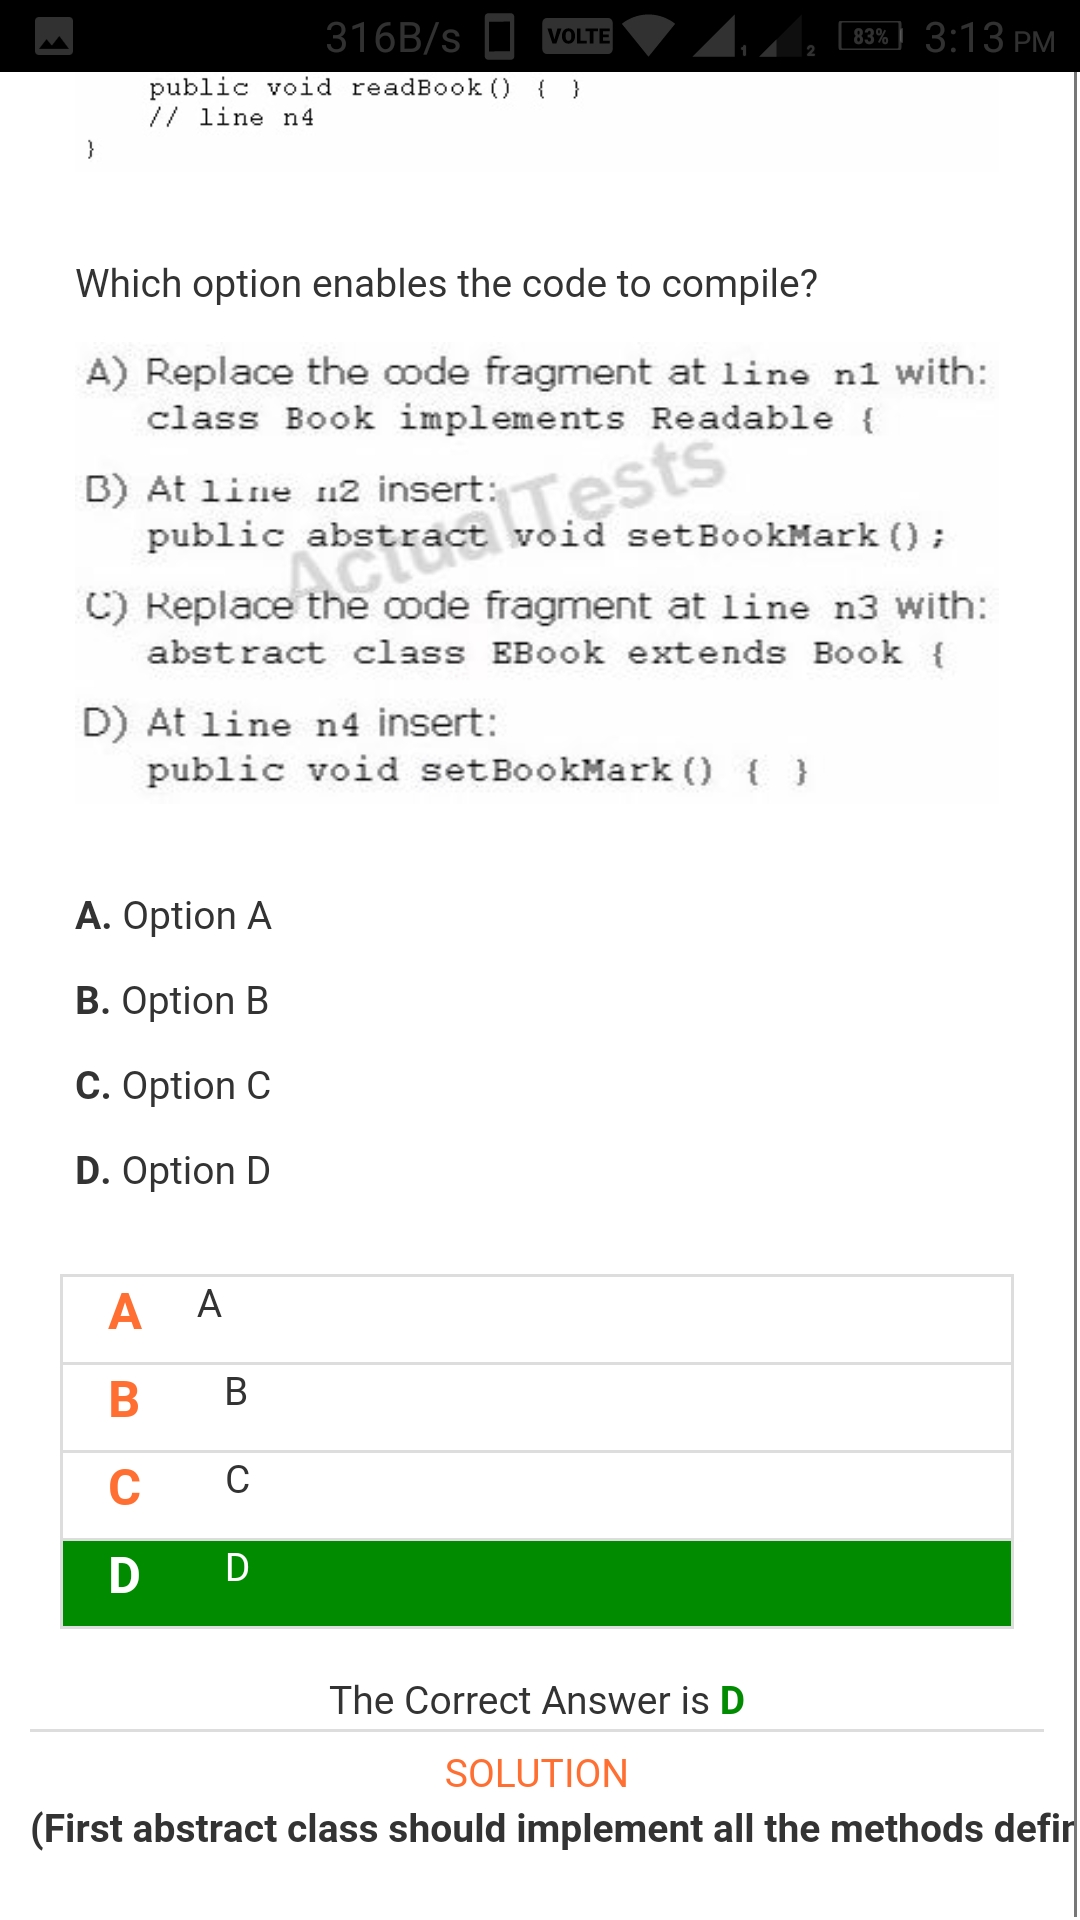 316B/s VOLTE 1 2 83% 3:13 PM
public void readBook() { }
// line n4
}
Which option enables the code to compile?
A) Replace the code fragment at line n1 with:
class Book implements Readable {
B) At line n2 insert:
public abstract void setBookMark();
ActualTests
C) Replace the code fragment at line n3 with:
abstract class EBook extends Book {
D) At line n4 insert:
public void setBookMark() { }
A. Option A
B. Option B
C. Option C
D. Option D
A A
B B
C C
D D
The Correct Answer is D
SOLUTION
(First abstract class should implement all the methods defin